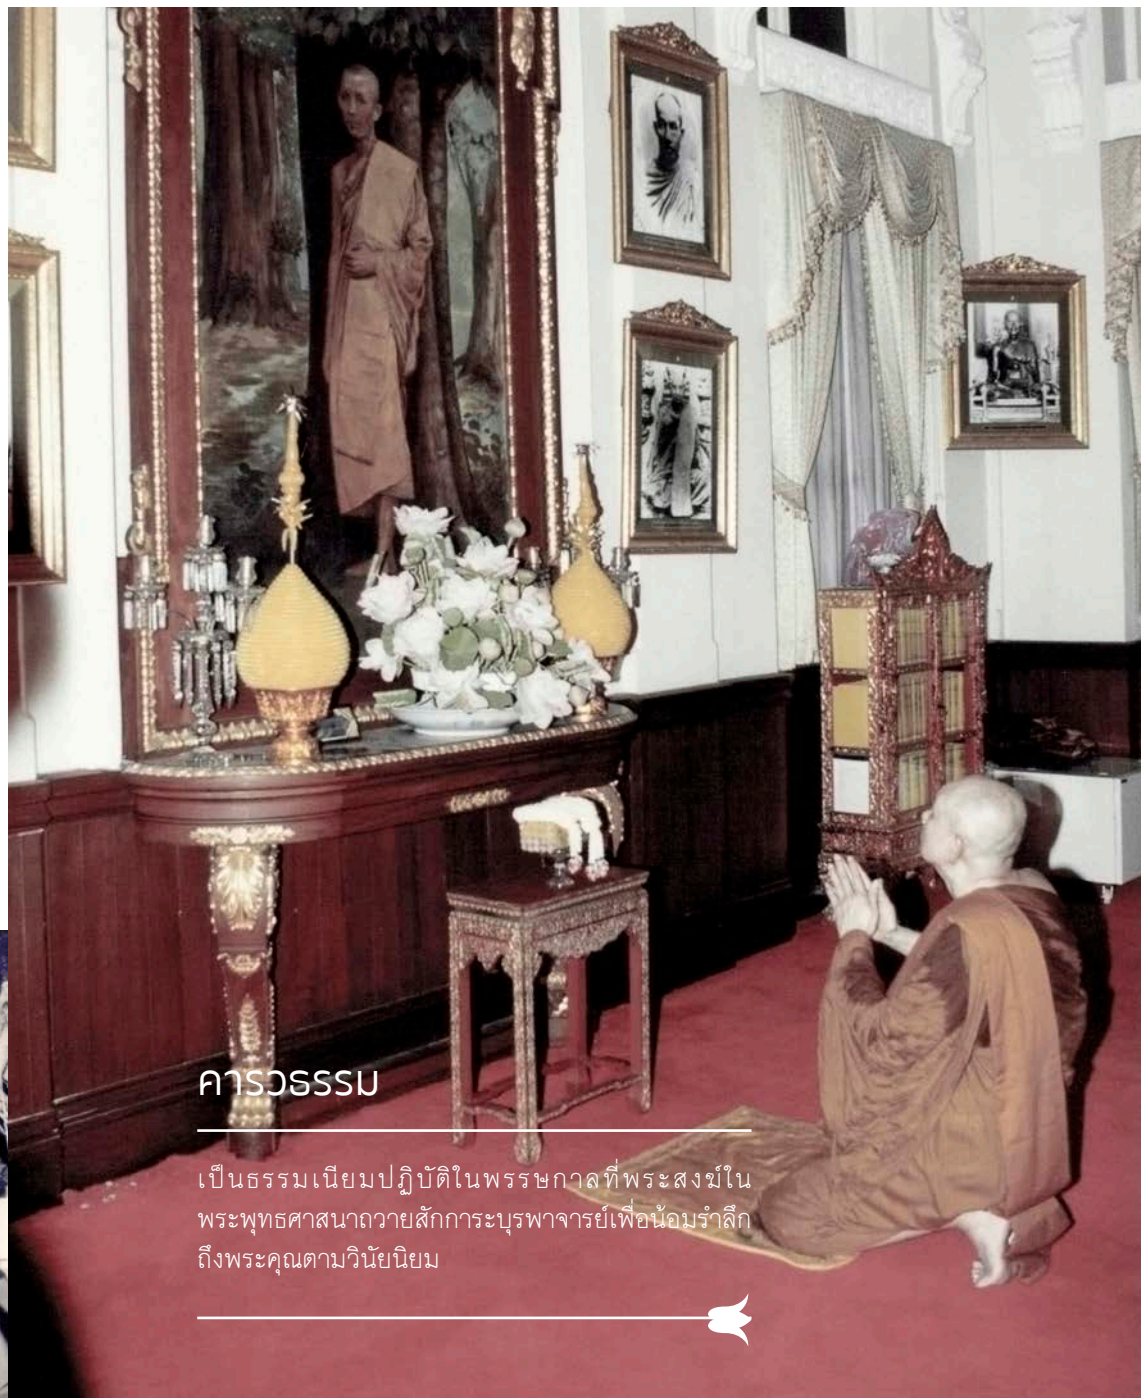 คารวธรรม
เป็นธรรมเนียมปฏิบัติในพรรษกาลที่พระสงฆ์ใน
พระพุทธศาสนาถวายสักการะบุรพาจารย์เพื่อน้อมรำลึก
ถึงพระคุณตามวินัยนิยม